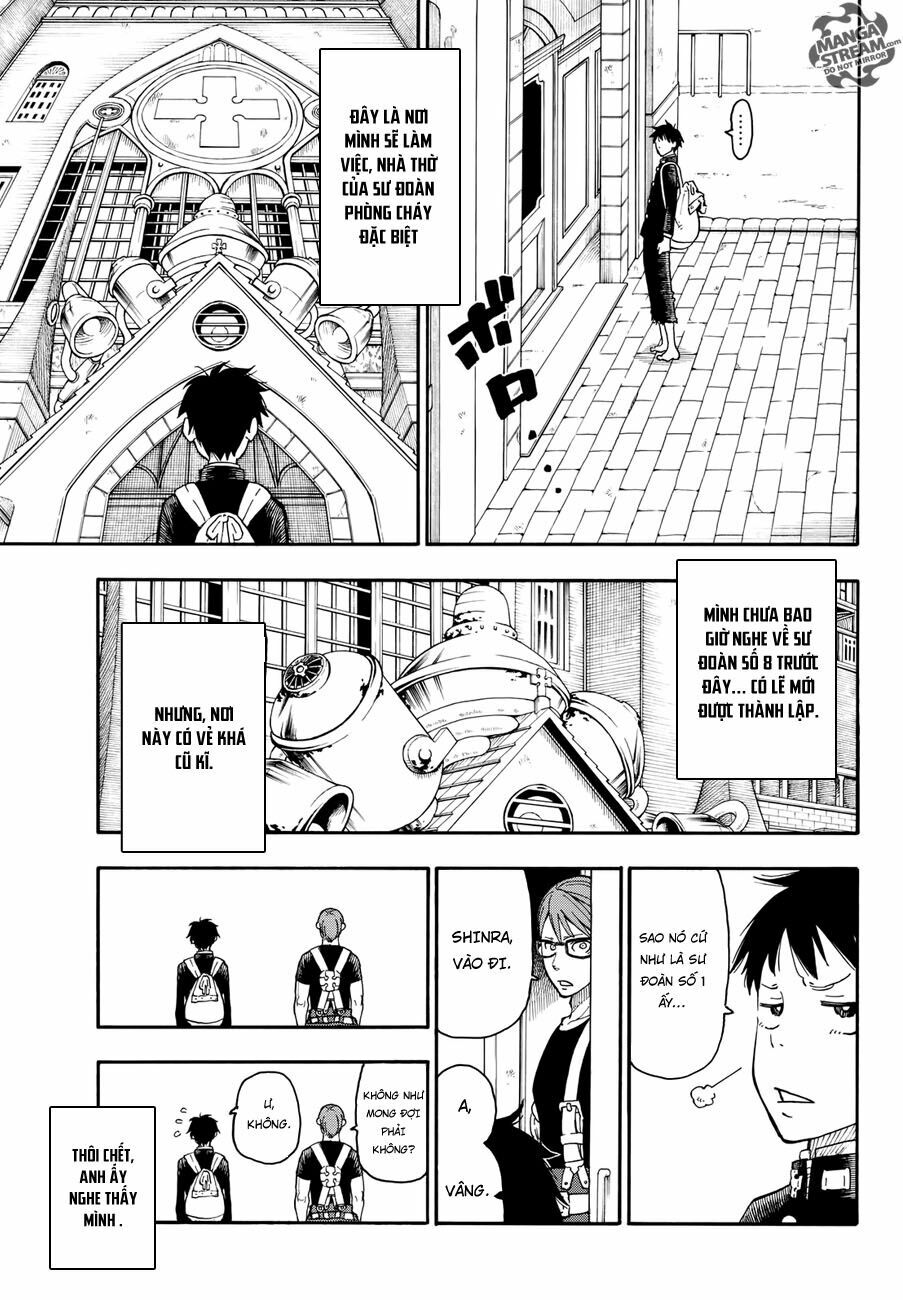 MANGA
STREAM.com
DO NOT MIRROR
.......
ボロ
ĐÂY LÀ NƠI
MÌNH SẼ LÀM
VIỆC, NHÀ THỜ
CỦA SƯ ĐOÀN
PHÒNG CHÁY
ĐẶC BIỆT
MÌNH CHƯA BAO
GIỜ NGHE VỀ SƯ
ĐOÀN SỐ 8 TRƯỚC
ĐÂY... CÓ LẼ MỚI
ĐƯỢC THÀNH LẬP.
NHƯNG, NƠI
NÀY CÓ VẺ KHÁ
CŨ KĨ.
SAO NÓ CỨ
NHƯ LÀ SƯ
ĐOÀN SỐ 1
ẤY...
SHINRA,
VÀO ĐI.
A,
VÂNG.
KHÔNG NHƯ
MONG ĐỢI
PHẢI
KHÔNG?
Ư,
KHÔNG.
THÔI CHẾT,
ANH ẤY
NGHE THẤY
MÌNH .